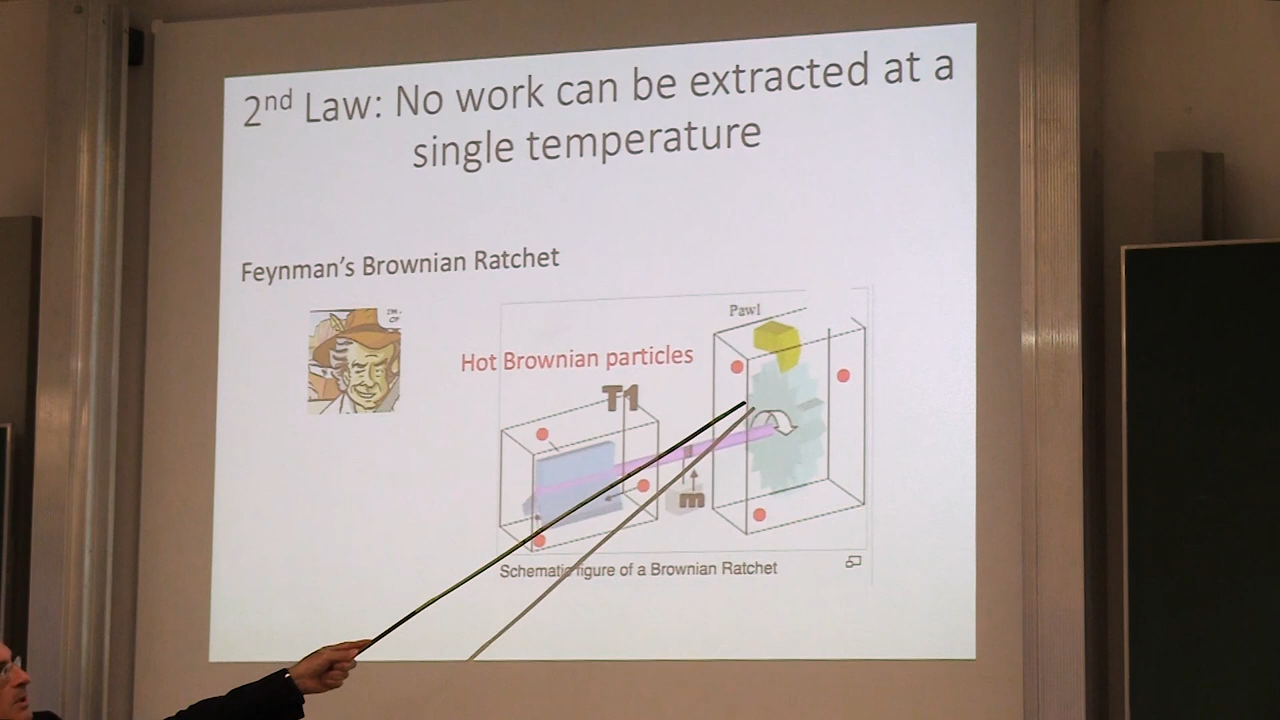 2nd Law: No work can be extracted at a
single temperature
Feynman's Brownian Ratchet
I'M
OF
Pawl
Hot Brownian particles
T1
m
Schematic figure of a Brownian Ratchet